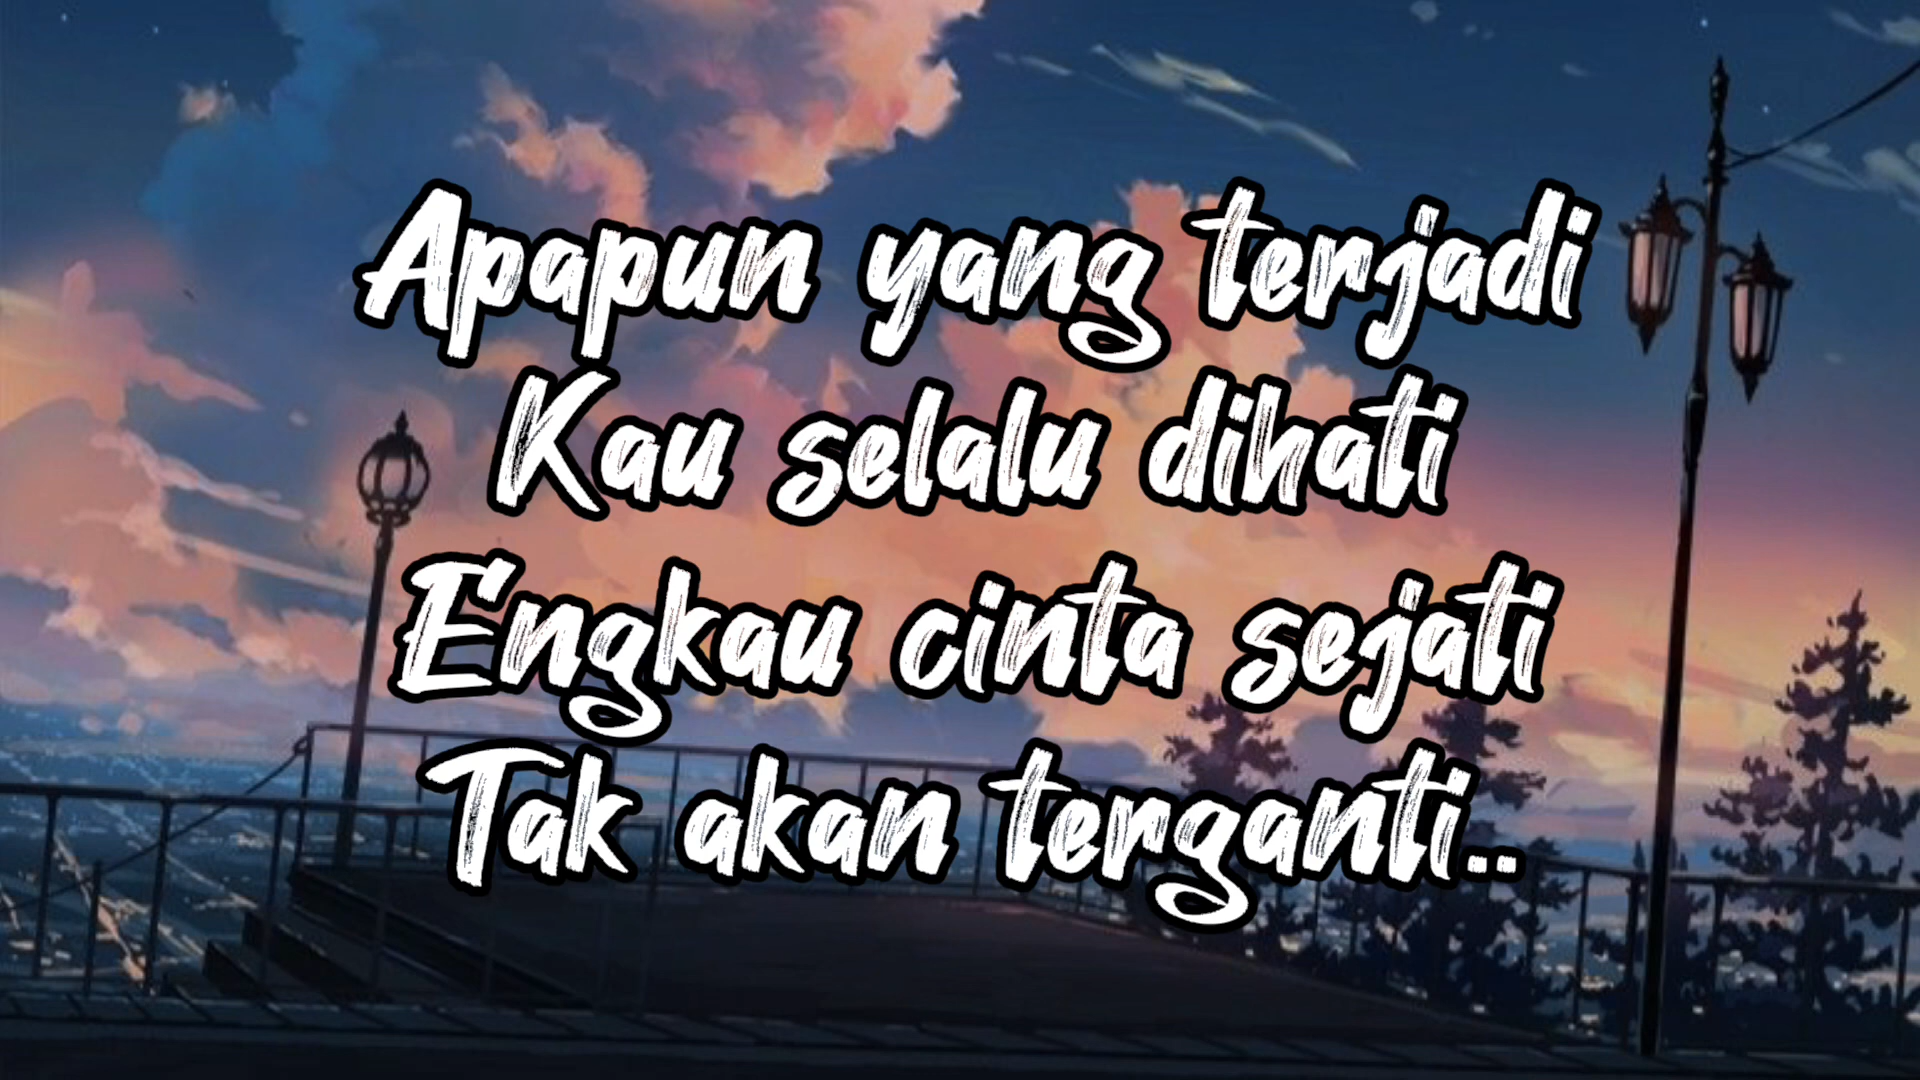 Apapun yang terjadi
Kau selalu dihati
Engkau cinta sejati
Tak akan terganti..